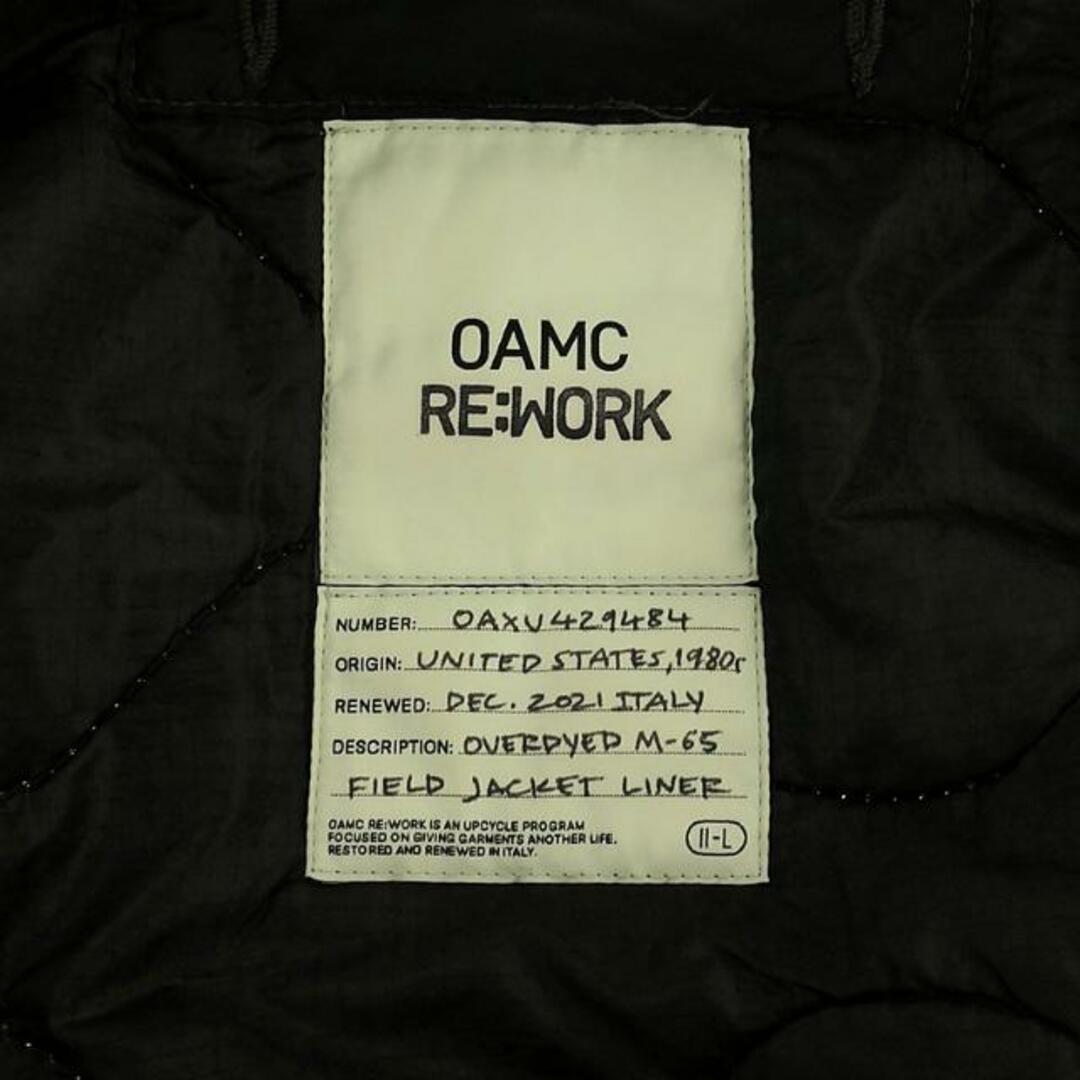 OAMC
RE:WORK
NUMBER: OAXU429484
ORIGIN: UNITED STATES, 1980s
RENEWED: DEC. 2021 ITALY
DESCRIPTION: OVERDYED M-65
FIELD JACKET LINER
OAMC RE:WORK IS AN UPCYCLE PROGRAM
FOCUSED ON GIVING GARMENTS ANOTHER LIFE.
RESTORED AND RENEWED IN ITALY.
II-L